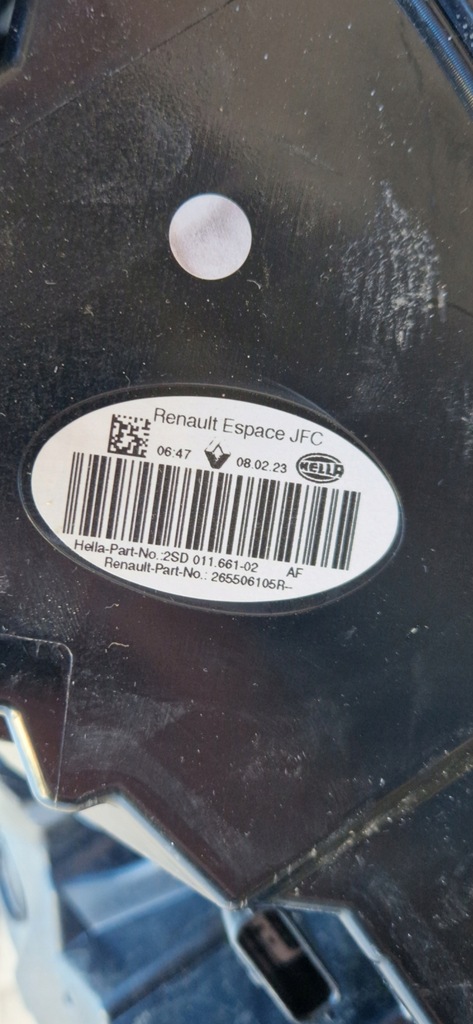 Renault Espace JFC
06:47 08.02.23 HELLA
Hella-Part-No.:2SD 011.661-02 AF
Renault-Part-No.: 265506105R--